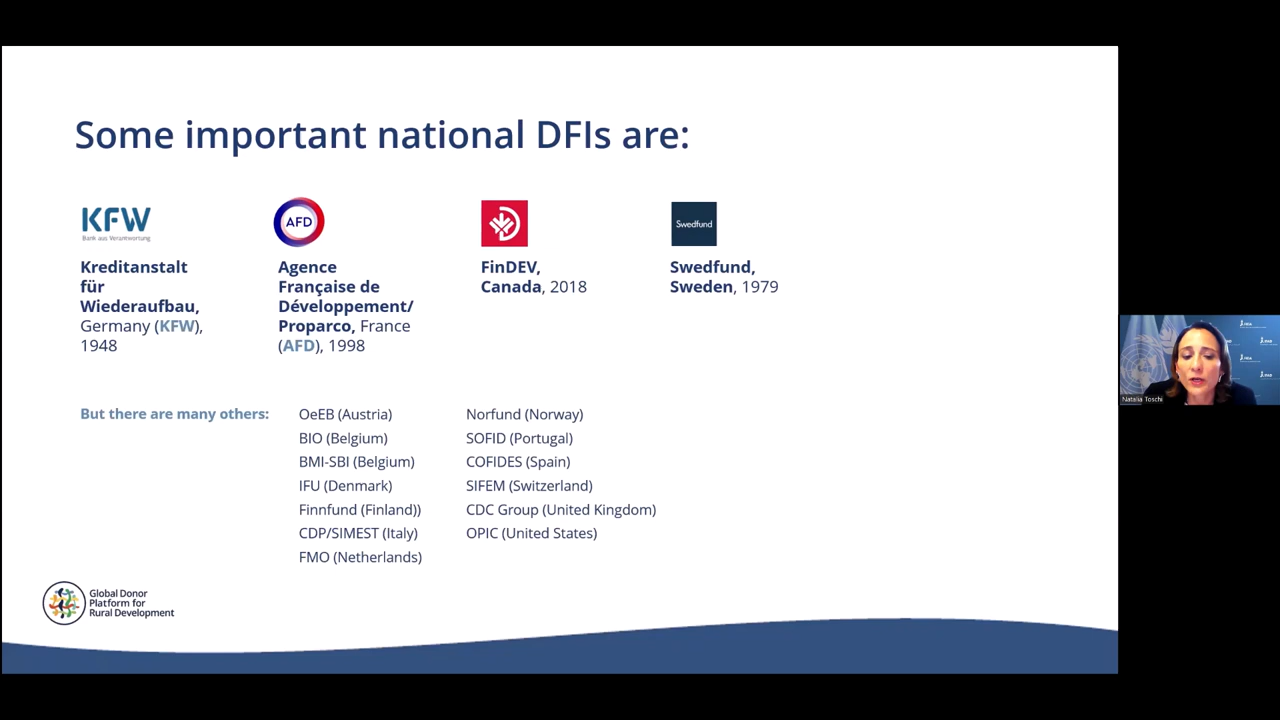 Some important national DFIs are:
KFW
Bank aus Verantwortung
Kreditanstalt
für
Wiederaufbau,
Germany (KFW),
1948
AFD
Agence
Française de
Développement/
Proparco, France
(AFD), 1998
FinDEV,
Canada, 2018
Swedfund
Swedfund,
Sweden, 1979
But there are many others:
OeEB (Austria)
BIO (Belgium)
BMI-SBI (Belgium)
IFU (Denmark)
Finnfund (Finland))
CDP/SIMEST (Italy)
FMO (Netherlands)
Norfund (Norway)
SOFID (Portugal)
COFIDES (Spain)
SIFEM (Switzerland)
CDC Group (United Kingdom)
OPIC (United States)
Global Donor
Platform for
Rural Development
Natalia Toschi